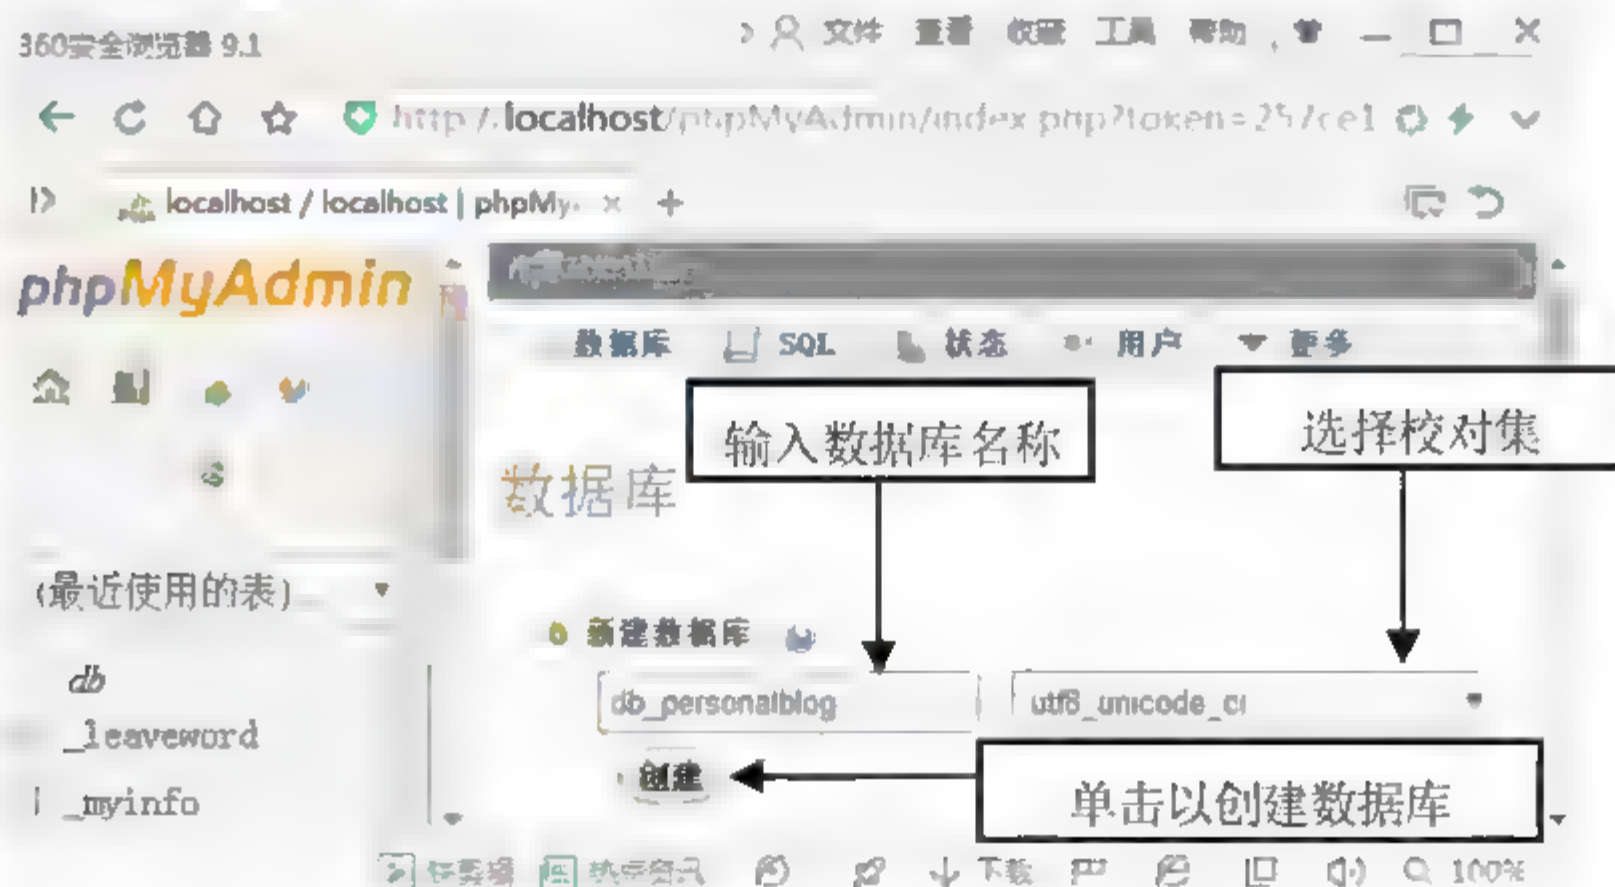 360安全浏览器 9.1
文件 查看 收藏 工具 帮助
http://localhost/phpMyAdmin/index.php?token=257ce1
localhost / localhost | phpMy
phpMyAdmin
数据库 SQL 状态 用户 更多
输入数据库名称
选择校对集
数据库
(最近使用的表)
新建数据库
db
db_personalblog
utf8_unicode_ci
_leaveword
创建
单击以创建数据库
_myinfo
下载
100%